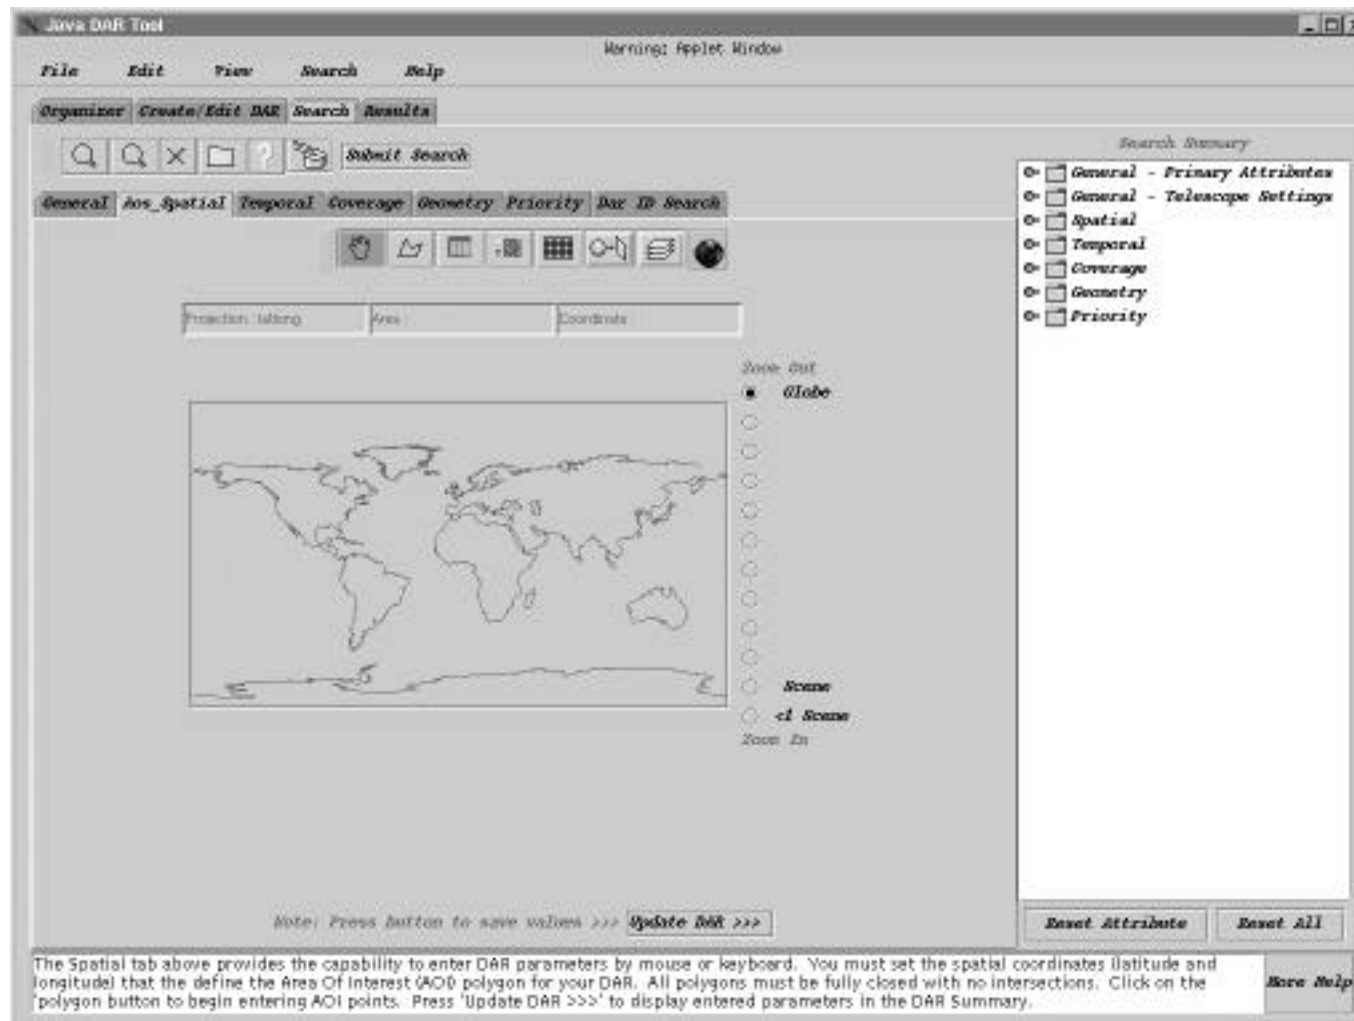 Java DAR Tool
Warning: Applet Window
File Edit View Search Help
Organizer Create/Edit DAR Search Results
Submit Search
Search Summary
General Aos_Spatial Temporal Coverage Geometry Priority Dar ID Search
General - Primary Attributes
General - Telescope Settings
Spatial
Temporal
Coverage
Geometry
Priority
Projection: latlong Area: Coordinate:
Zoom Out
Globe
Scene
<1 Scene
Zoom In
Note: Press button to save values >>> Update DAR >>>
Reset Attribute Reset All
The Spatial tab above provides the capability to enter DAR parameters by mouse or keyboard. You must set the spatial coordinates (latitude and
longitude) that the define the Area Of Interest (AOI) polygon for your DAR. All polygons must be fully closed with no intersections. Click on the
'polygon button to begin entering AOI points. Press 'Update DAR >>>' to display entered parameters in the DAR Summary.
More Help